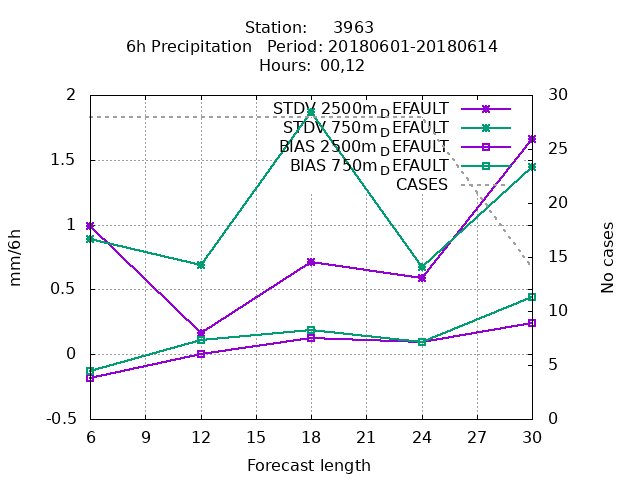 Station: 3963
6h Precipitation Period: 20180601-20180614
Hours: 00,12
2
1.5
1
0.5
0
-0.5
mm/6h
STDV 2500m_DEFAULT
STDV 750m_DEFAULT
BIAS 2500m_DEFAULT
BIAS 750m_DEFAULT
CASES
30
25
20
15
10
5
0
No cases
6 9 12 15 18 21 24 27 30
Forecast length